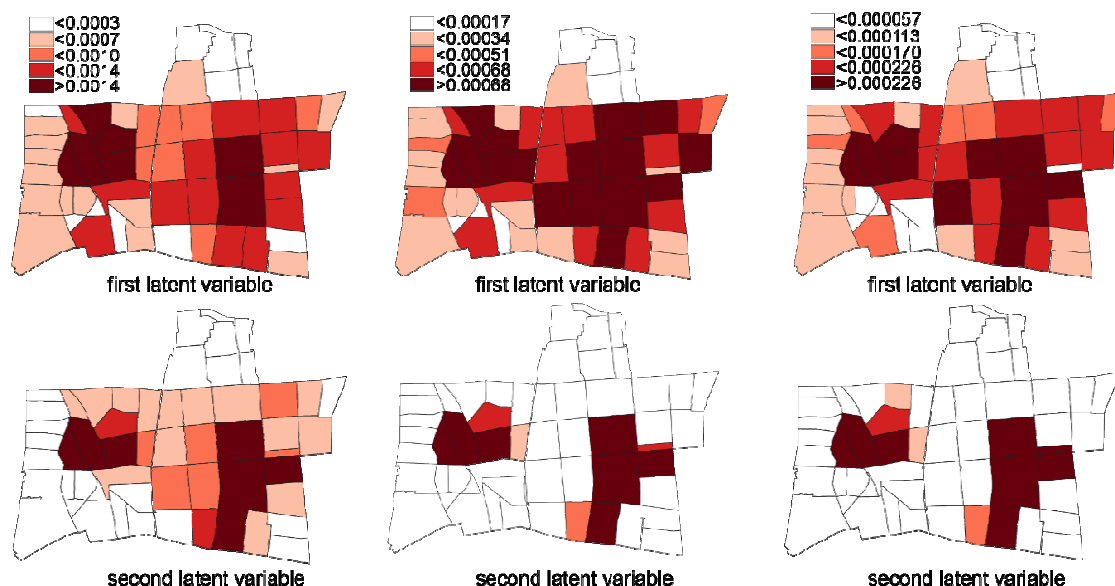 <0.0003
<0.0007
<0.0010
<0.0014
>0.0014
<0.00017
<0.00034
<0.00051
<0.00068
>0.00068
<0.000057
<0.000113
<0.000170
<0.000226
>0.000226
first latent variable
first latent variable
first latent variable
second latent variable
second latent variable
second latent variable